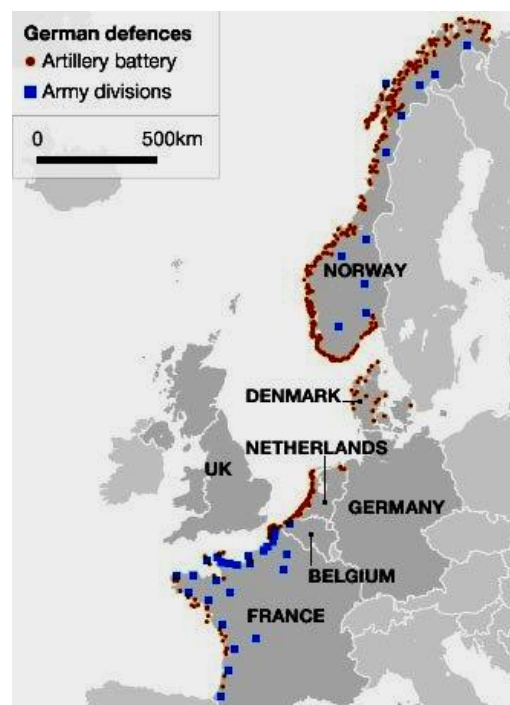 German defences
Artillery battery
Army divisions
0 500km
NORWAY
DENMARK
NETHERLANDS
UK
GERMANY
BELGIUM
FRANCE